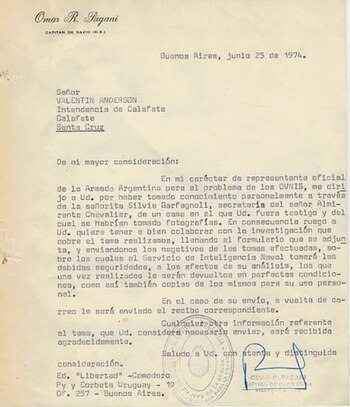 Omar R. Pagani
CAPITAN DE NAVIO (R.E.)
Buenos Aires, junio 25 de 1974.
Señor
VALENTIN ANDERSON
Intendencia de Calafate
Calafate
Santa Cruz
De mi mayor consideración:
En mi carácter de representante oficial
de la Armada Argentina para el problema de los OVNIS, me diri
jo a Ud. por haber tomado conocimiento personalmente a través
de la señorita Silvia Garfagnoli, secretaria del señor Almi-
rante Chevalier, de un caso en el que Ud. fuera testigo y del
cual se habrían tomado fotografías. En consecuencia ruego a
Ud. quiera tener a bien colaborar con la investigación que
sobre el tema realizamos, llenando el formulario que se adjun
ta, y enviandonos los negativos de las tomas efectuadas, so-
bre los cuales al Servicio de Inteligencia Naval tomará las
debidas seguridades, a los efectos de su análisis, los que
una vez realizado le serán devueltos en perfectas condicio-
nes, como así también copias de los mismos para su uso perso-
nal.
En el caso de su envío, a vuelta de co-
rreo le será enviado el recibo correspondiente.
Cualquier otra información referente
al tema, que Ud. considere necesario enviar, será recibida
agradecidamente.
Saludo a Ud. con atenta y distinguida
consideración.
Ed. "Libertad" -Comodoro
Py y Corbeta Uruguay - 10
Of. 257 - Buenos Aires.
OMAR R. PAGANI